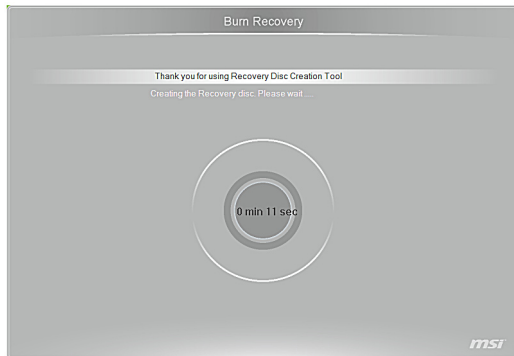 Burn Recovery
Thank you for using Recovery Disc Creation Tool
Creating the Recovery disc. Please wait.....
0 min 11 sec
msi